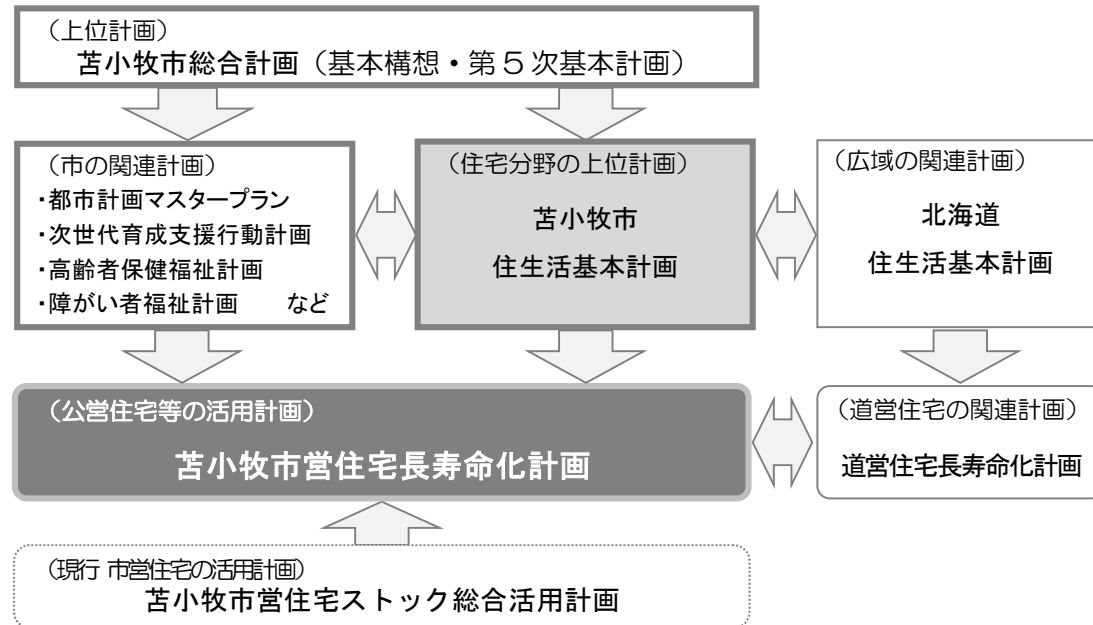 （上位計画）
苫小牧市総合計画（基本構想・第５次基本計画）
（市の関連計画）
・都市計画マスタープラン
・次世代育成支援行動計画
・高齢者保健福祉計画
・障がい者福祉計画　　など
（住宅分野の上位計画）
苫小牧市
住生活基本計画
（広域の関連計画）
北海道
住生活基本計画
（公営住宅等の活用計画）
苫小牧市営住宅長寿命化計画
（道営住宅の関連計画）
道営住宅長寿命化計画
（現行 市営住宅の活用計画）
苫小牧市営住宅ストック総合活用計画